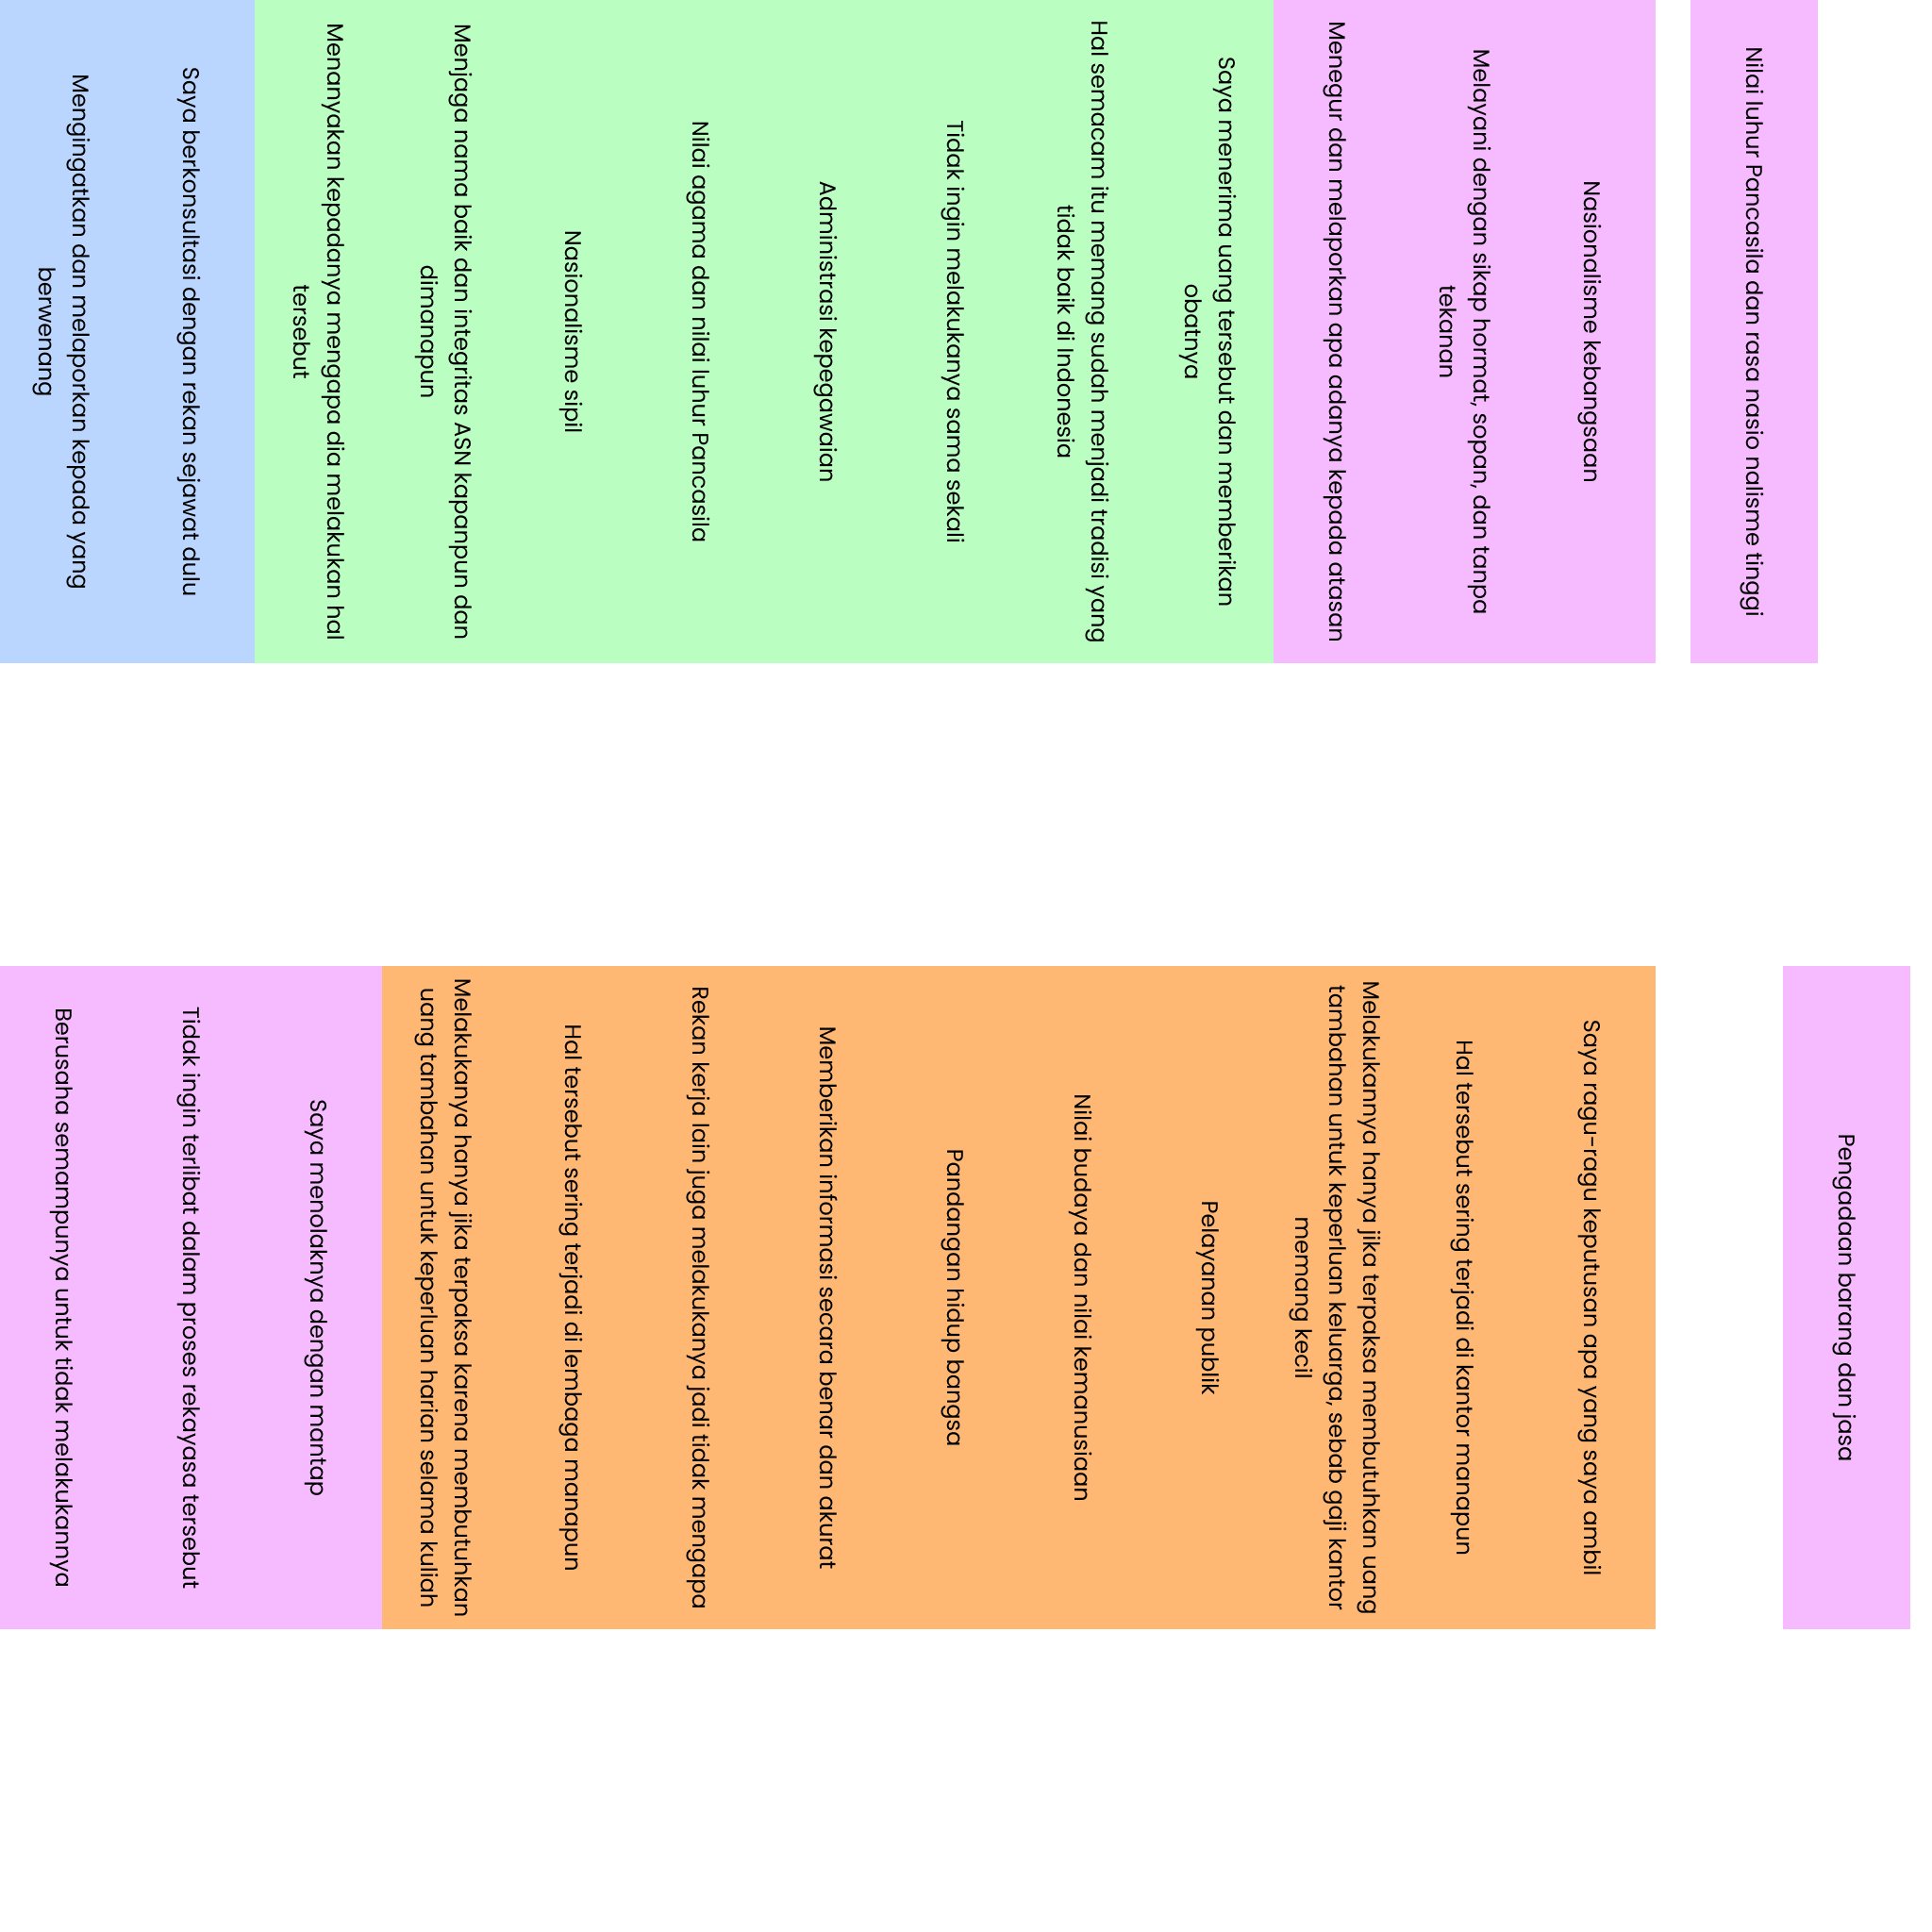 Nilai luhur Pancasila dan rasa nasio nalisme tinggi
Nasionalisme kebangsaan
Melayani dengan sikap hormat, sopan, dan tanpa
tekanan
Menegur dan melaporkan apa adanya kepada atasan
Saya menerima uang tersebut dan memberikan
obatnya
Hal semacam itu memang sudah menjadi tradisi yang
tidak baik di Indonesia
Tidak ingin melakukanya sama sekali
Administrasi kepegawaian
Nilai agama dan nilai luhur Pancasila
Nasionalisme sipil
Menjaga nama baik dan integritas ASN kapanpun dan
dimanapun
Menanyakan kepadanya mengapa dia melakukan hal
tersebut
Saya berkonsultasi dengan rekan sejawat dulu
Mengingatkan dan melaporkan kepada yang
berwenang
Pengadaan barang dan jasa
Saya ragu-ragu keputusan apa yang saya ambil
Hal tersebut sering terjadi di kantor manapun
Melakukannya hanya jika terpaksa membutuhkan uang
tambahan untuk keperluan keluarga, sebab gaji kantor
memang kecil
Pelayanan publik
Nilai budaya dan nilai kemanusiaan
Pandangan hidup bangsa
Memberikan informasi secara benar dan akurat
Rekan kerja lain juga melakukanya jadi tidak mengapa
Hal tersebut sering terjadi di lembaga manapun
Melakukanya hanya jika terpaksa karena membutuhkan
uang tambahan untuk keperluan harian selama kuliah
Saya menolaknya dengan mantap
Tidak ingin terlibat dalam proses rekayasa tersebut
Berusaha semampunya untuk tidak melakukannya